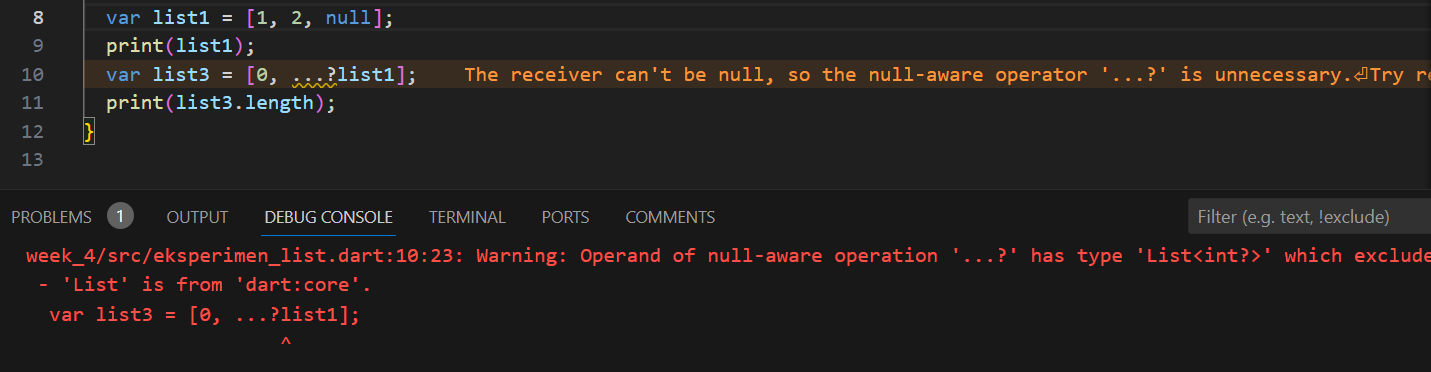 8 var list1 = [1, 2, null];
9 print(list1);
10 var list3 = [0, ...?list1]; The receiver can't be null, so the null-aware operator '...?' is unnecessary.⏎Try
11 print(list3.length);
12 }
13
PROBLEMS 1 OUTPUT DEBUG CONSOLE TERMINAL PORTS COMMENTS Filter (e.g. text, !exclude)
week_4/src/eksperimen_list.dart:10:23: Warning: Operand of null-aware operation '...?' has type 'List<int?>' which exclude
- 'List' is from 'dart:core'.
var list3 = [0, ...?list1];
^